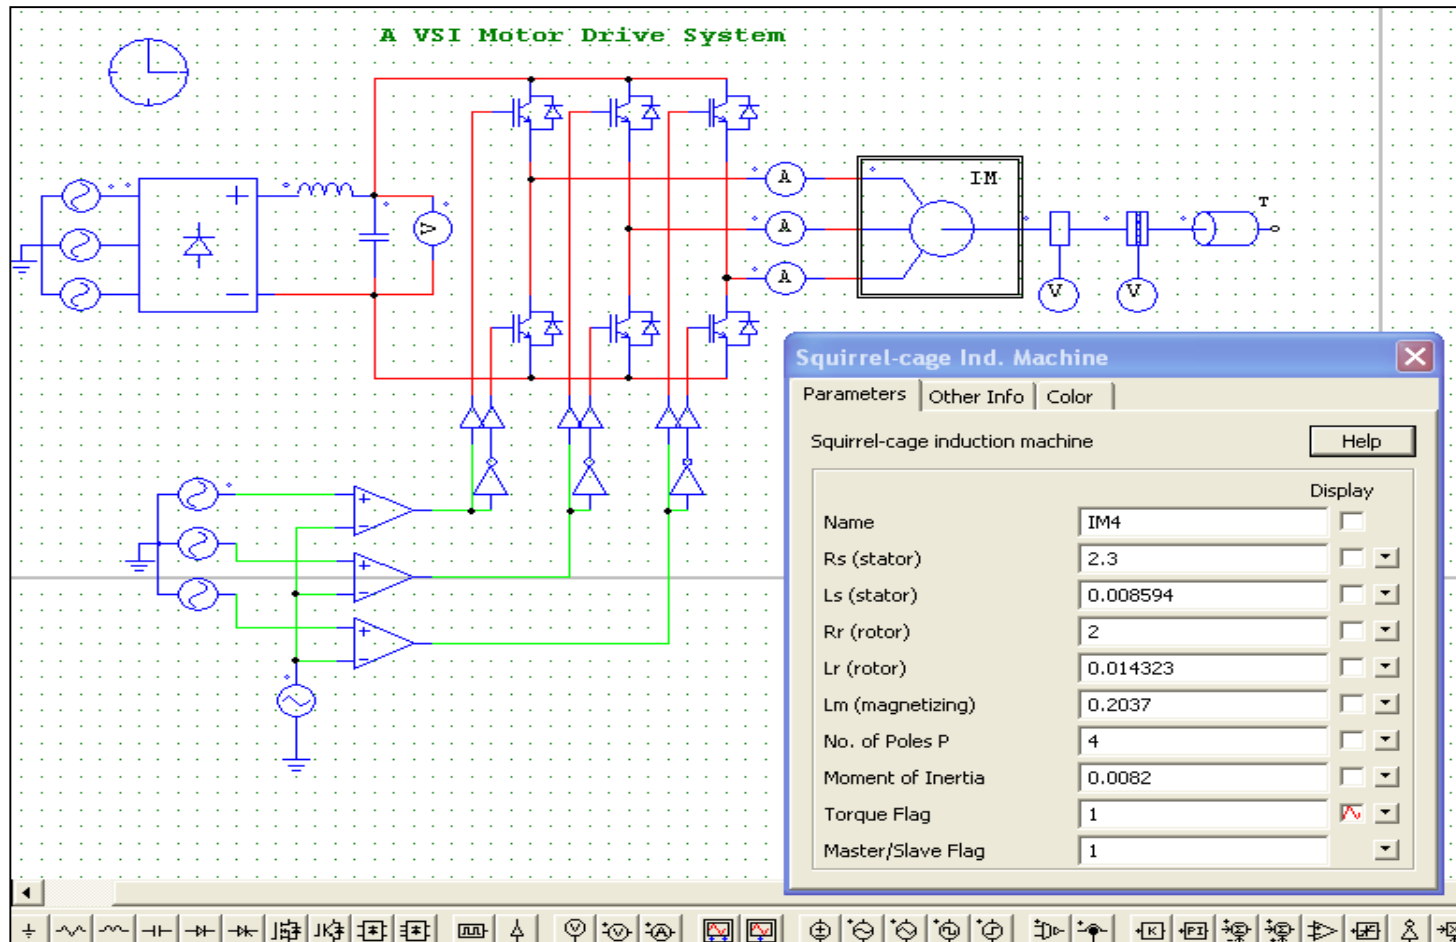 A VSI Motor Drive System
IM
T
A
A
A
V
V
V
Squirrel-cage Ind. Machine
Parameters Other Info Color
Squirrel-cage induction machine Help
Display
Name IM4
Rs (stator) 2.3
Ls (stator) 0.008594
Rr (rotor) 2
Lr (rotor) 0.014323
Lm (magnetizing) 0.2037
No. of Poles P 4
Moment of Inertia 0.0082
Torque Flag 1
Master/Slave Flag 1
V V A
K PI